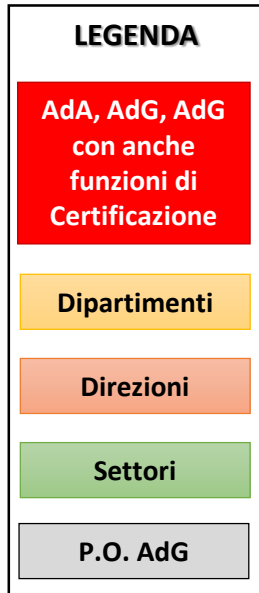 LEGENDA
AdA, AdG, AdG
con anche
funzioni di
Certificazione
Dipartimenti
Direzioni
Settori
P.O. AdG